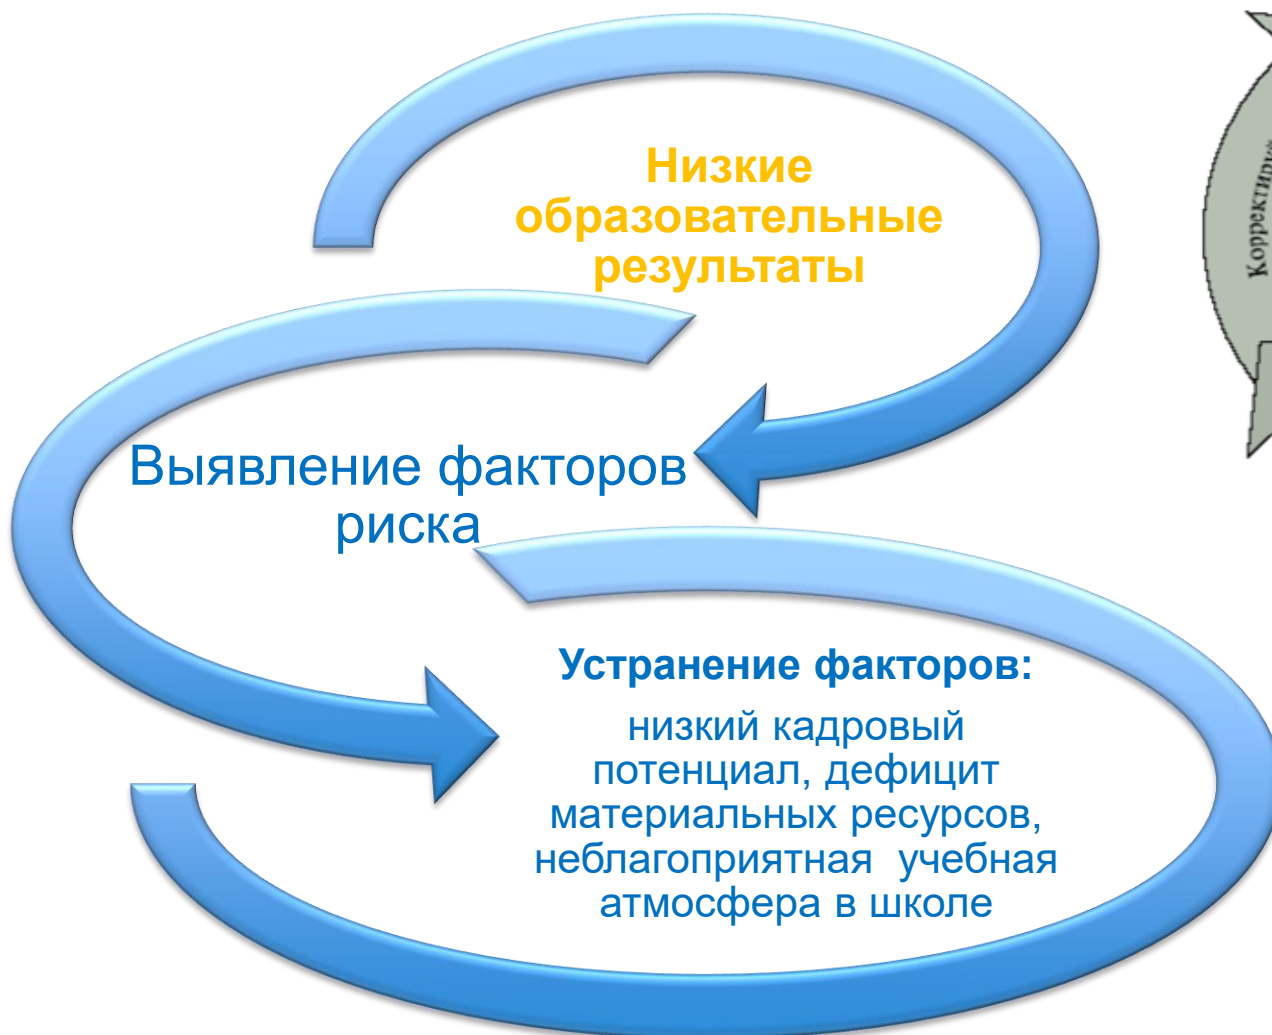 Низкие
образовательные
результаты
Выявление факторов
риска
Устранение факторов:
низкий кадровый
потенциал, дефицит
материальных ресурсов,
неблагоприятная учебная
атмосфера в школе